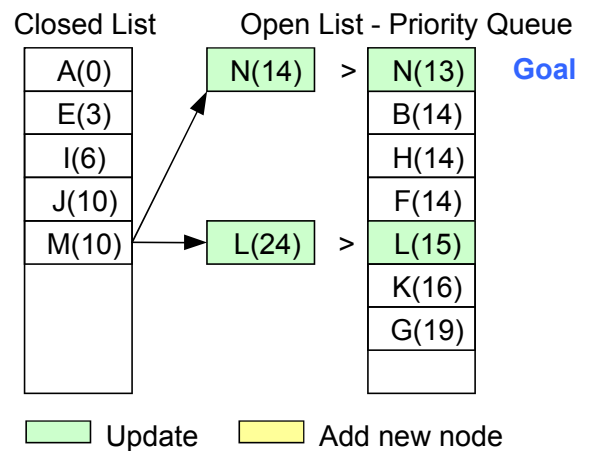 Closed List Open List - Priority Queue
A(0) N(14) > N(13) Goal
E(3) B(14)
I(6) H(14)
J(10) F(14)
M(10) L(24) > L(15)
K(16)
G(19)
Update Add new node